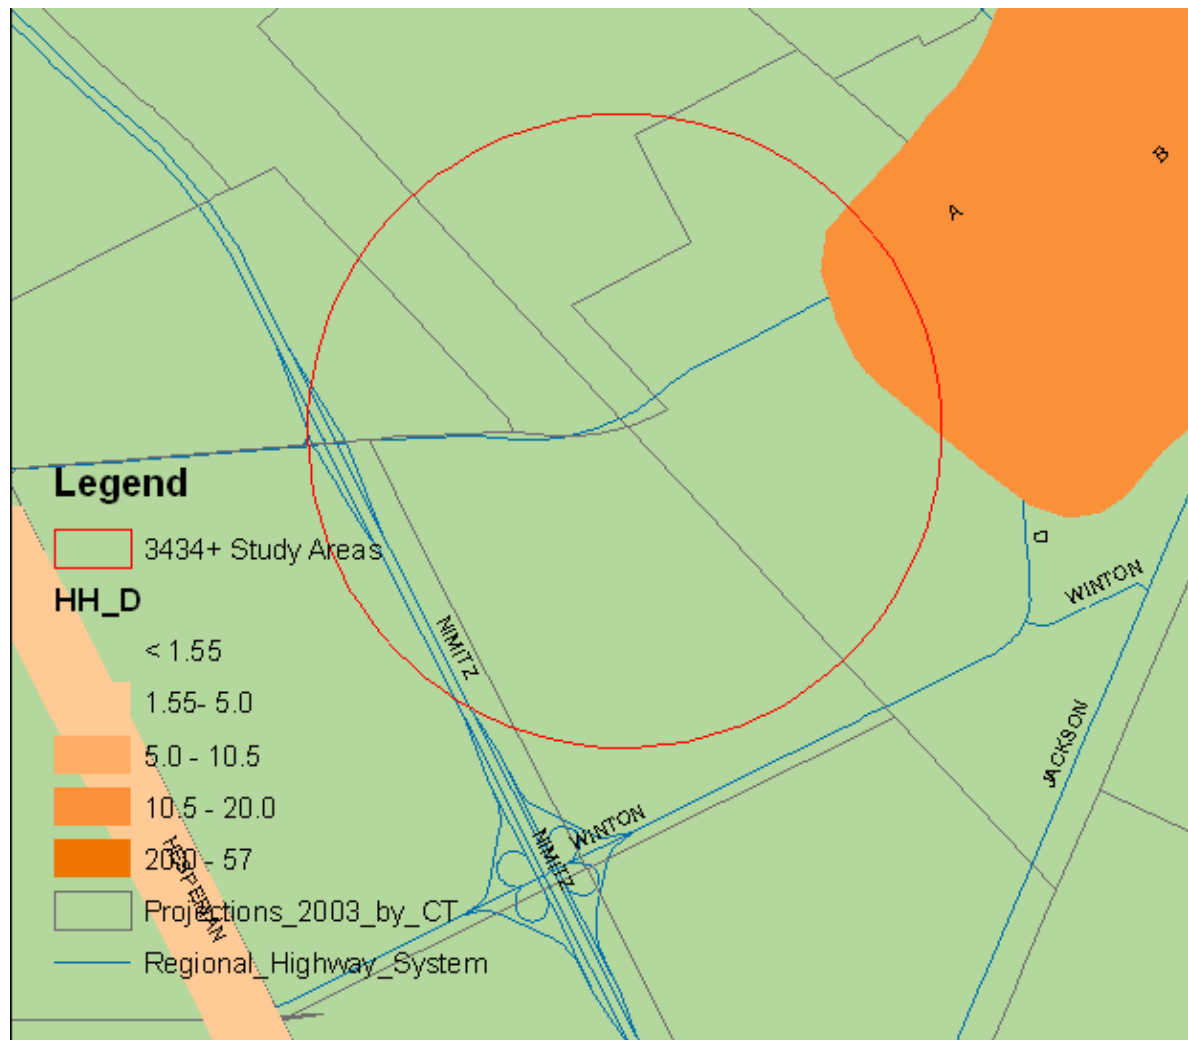 B
A
Legend
3434+ Study Areas
D
HH_D
WINTON
NIMITZ
< 1.55
1.55- 5.0
JACKSON
5.0 - 10.5
10.5 - 20.0
WINTON
NIMITZ
20.0 - 57
HESPERIAN
Projections_2003_by_CT
Regional_Highway_System